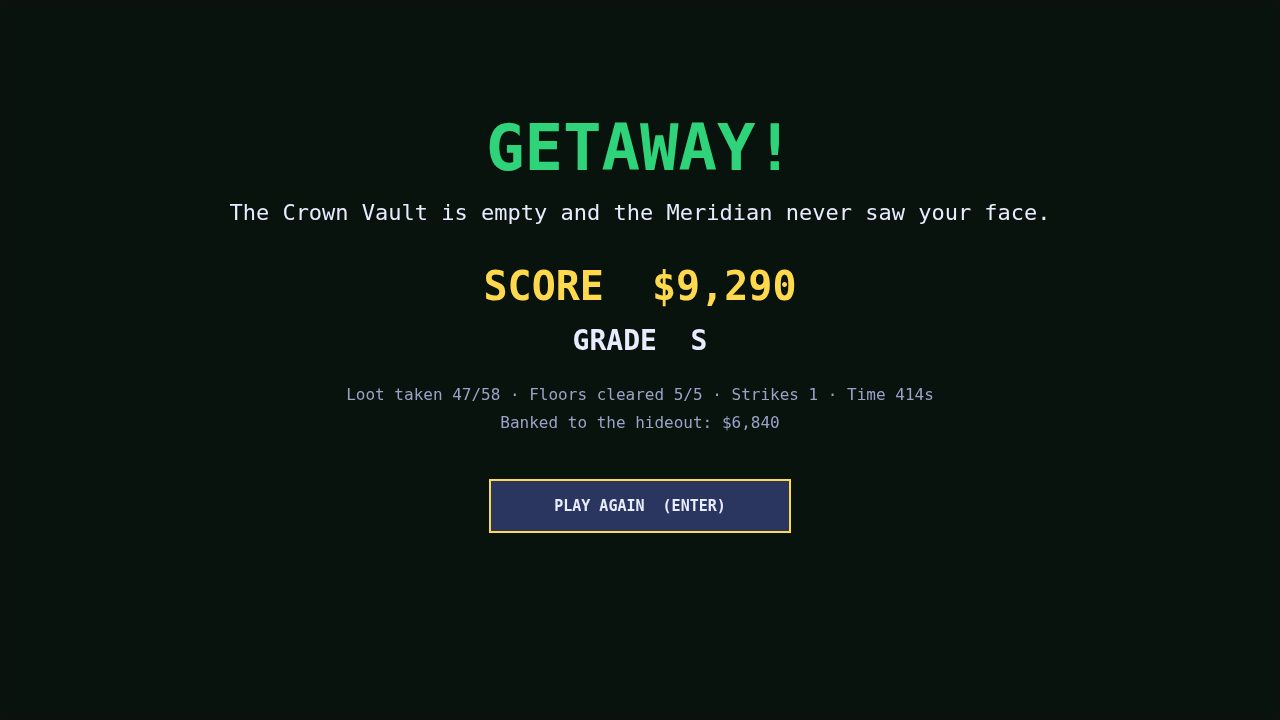 GETAWAY!
The Crown Vault is empty and the Meridian never saw your face.
SCORE  $9,290
GRADE  S
Loot taken 47/58 · Floors cleared 5/5 · Strikes 1 · Time 414s
Banked to the hideout: $6,840
PLAY AGAIN  (ENTER)